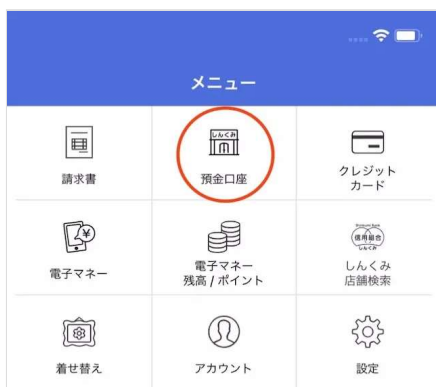 メニュー
請求書
しんくみ
預金口座
クレジット
カード
電子マネー
電子マネー
残高 / ポイント
信用組合
しんくみ
しんくみ
店舗検索
着せ替え
アカウント
設定